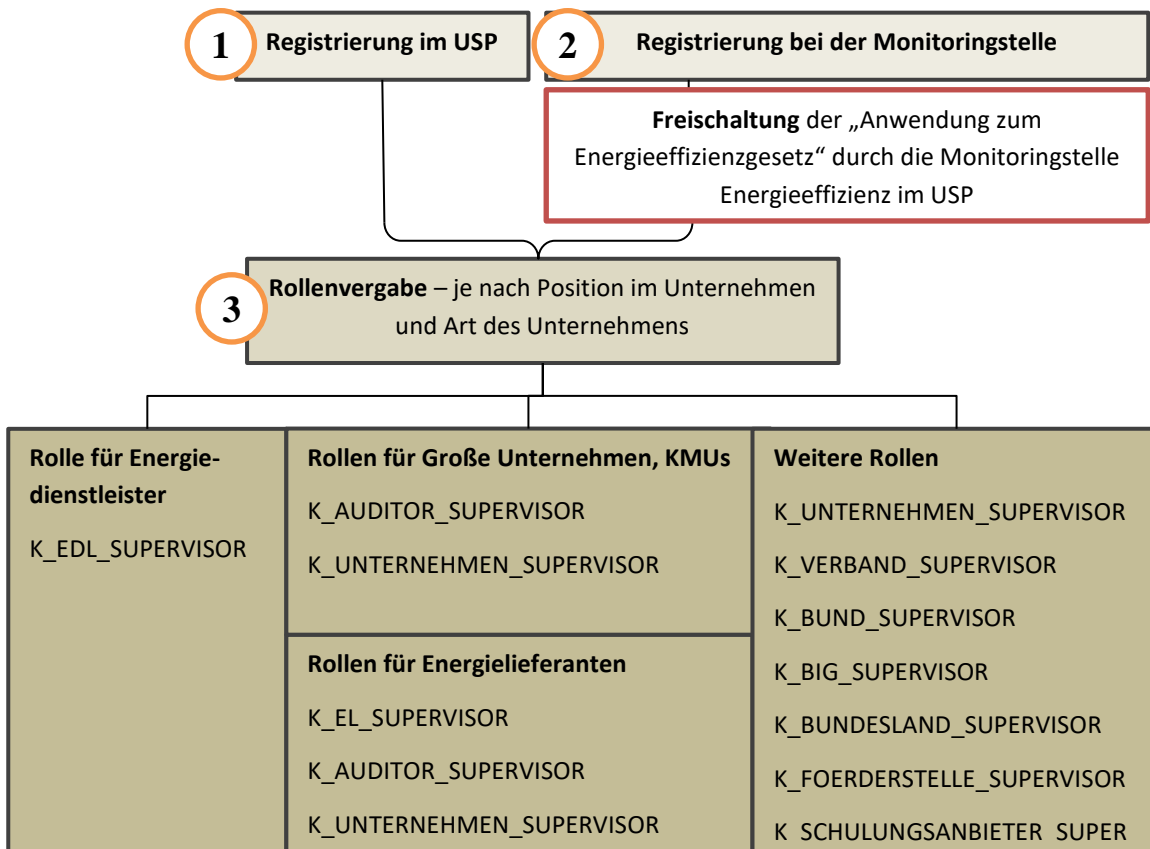 1
Registrierung im USP
2
Registrierung bei der Monitoringstelle
Freischaltung der „Anwendung zum
Energieeffizienzgesetz“ durch die Monitoringstelle
Energieeffizienz im USP
3
Rollenvergabe – je nach Position im Unternehmen
und Art des Unternehmens
Rolle für Energie-
dienstleister
K_EDL_SUPERVISOR
Rollen für Große Unternehmen, KMUs
K_AUDITOR_SUPERVISOR
K_UNTERNEHMEN_SUPERVISOR
Rollen für Energielieferanten
K_EL_SUPERVISOR
K_AUDITOR_SUPERVISOR
K_UNTERNEHMEN_SUPERVISOR
Weitere Rollen
K_UNTERNEHMEN_SUPERVISOR
K_VERBAND_SUPERVISOR
K_BUND_SUPERVISOR
K_BIG_SUPERVISOR
K_BUNDESLAND_SUPERVISOR
K_FOERDERSTELLE_SUPERVISOR
K_SCHULUNGSANBIETER_SUPER